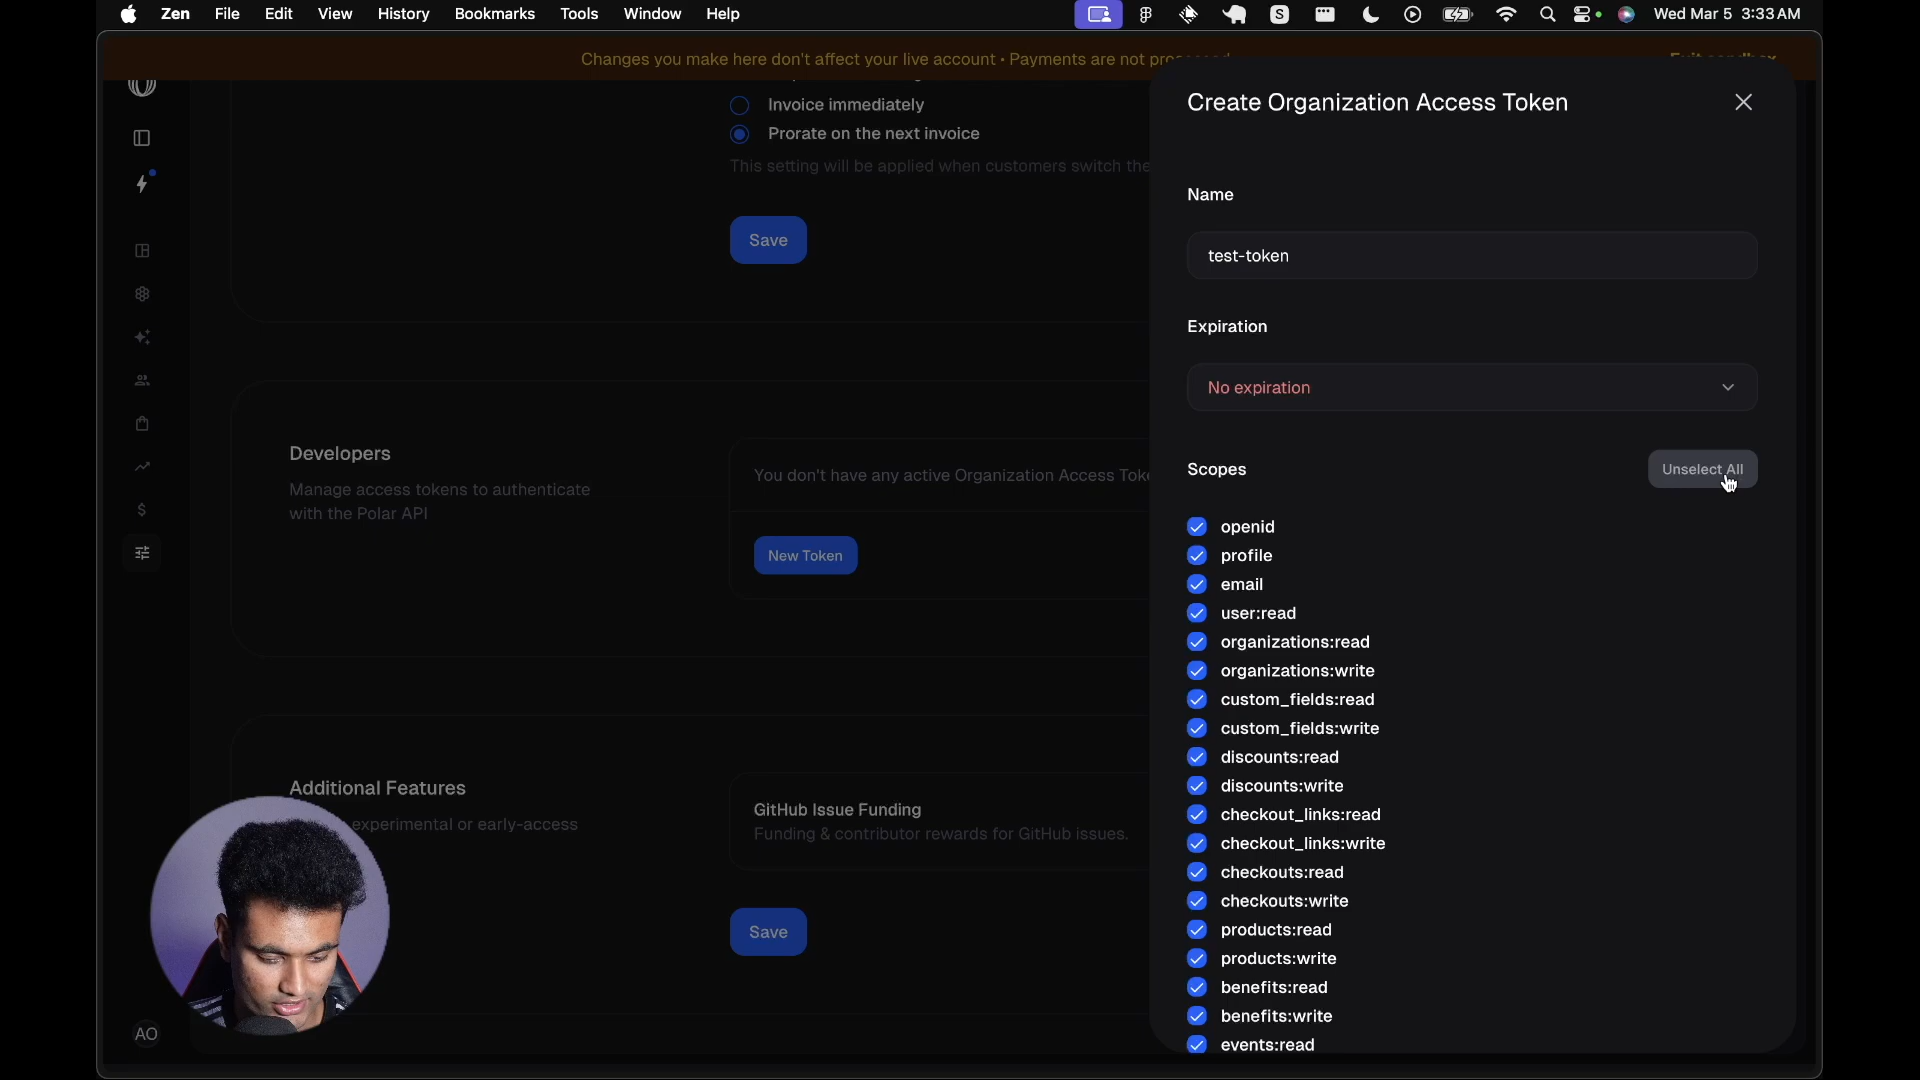 Zen File Edit View History Bookmarks Tools Window Help
S
Wed Mar 5 3:33 AM
Changes you make here don't affect your live account • Payments are not
Invoice immediately
Prorate on the next invoice
This setting will be applied when customers switch
Save
Developers
Manage access tokens to authenticate
with the Polar API
You don't have any active Organization Access
New Token
Additional Features
experimental or early-access
GitHub Issue Funding
Funding & contributor rewards for GitHub issues.
Save
AO
Create Organization Access Token
Name
test-token
Expiration
No expiration
Scopes
Unselect All
openid
profile
email
user:read
organizations:read
organizations:write
custom_fields:read
custom_fields:write
discounts:read
discounts:write
checkout_links:read
checkout_links:write
checkouts:read
checkouts:write
products:read
products:write
benefits:read
benefits:write
events:read